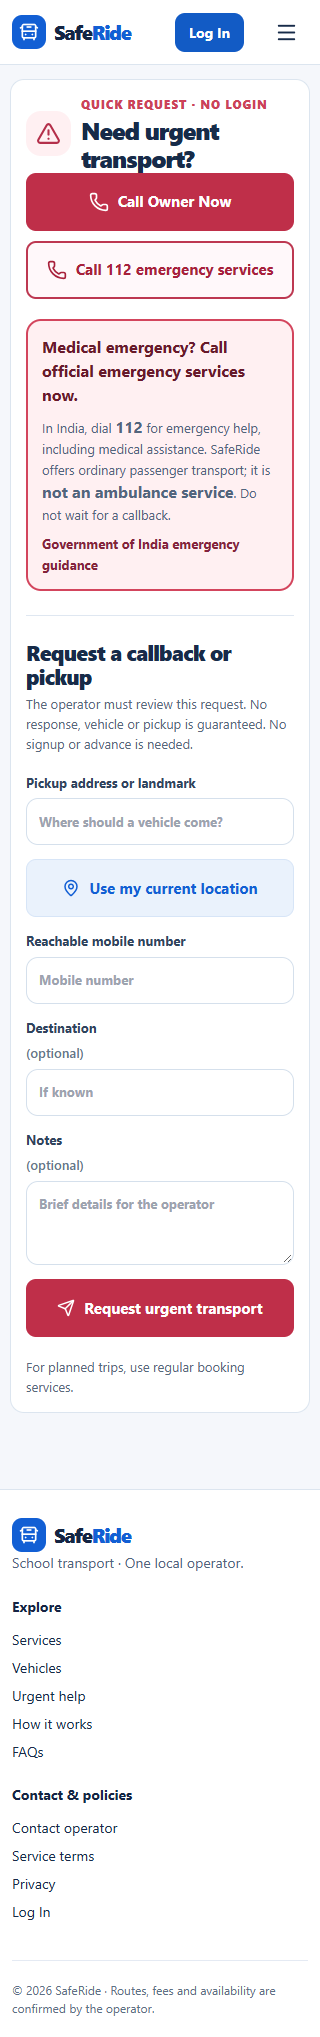 SafeRide
Log In
QUICK REQUEST · NO LOGIN
Need urgent
transport?
Call Owner Now
Call 112 emergency services
Medical emergency? Call
official emergency services
now.
In India, dial 112 for emergency help,
including medical assistance. SafeRide
offers ordinary passenger transport; it is
not an ambulance service. Do
not wait for a callback.
Government of India emergency
guidance
Request a callback or
pickup
The operator must review this request. No
response, vehicle or pickup is guaranteed. No
signup or advance is needed.
Pickup address or landmark
Where should a vehicle come?
Use my current location
Reachable mobile number
Mobile number
Destination
(optional)
If known
Notes
(optional)
Brief details for the operator
Request urgent transport
For planned trips, use regular booking
services.
SafeRide
School transport · One local operator.
Explore
Services
Vehicles
Urgent help
How it works
FAQs
Contact & policies
Contact operator
Service terms
Privacy
Log In
© 2026 SafeRide · Routes, fees and availability are
confirmed by the operator.